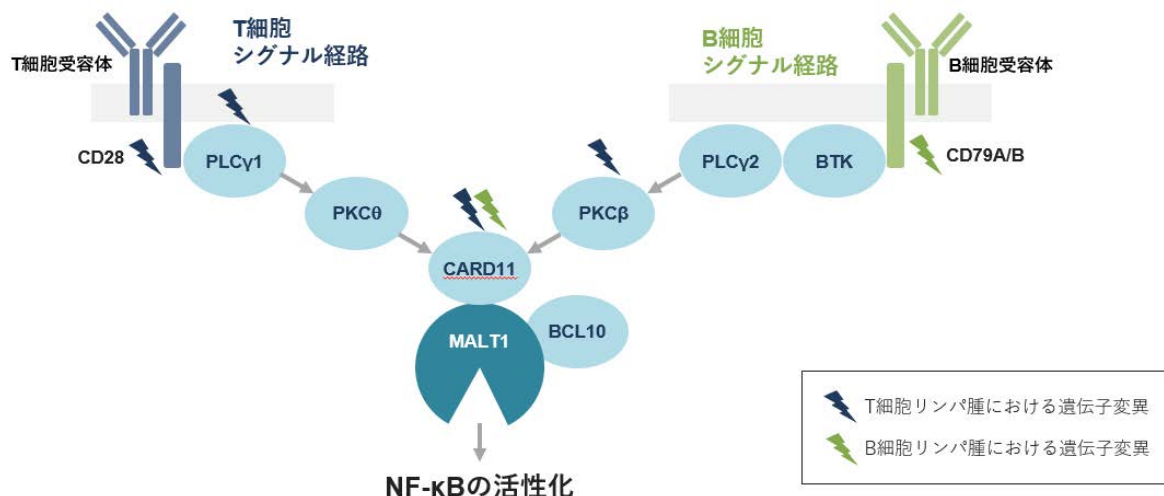 T細胞
シグナル経路
T細胞受容体
B細胞
シグナル経路
B細胞受容体
CD28
PLCγ1
PLCγ2
BTK
CD79A/B
PKCθ
PKCβ
CARD11
MALT1
BCL10
NF-κBの活性化
T細胞リンパ腫における遺伝子変異
B細胞リンパ腫における遺伝子変異